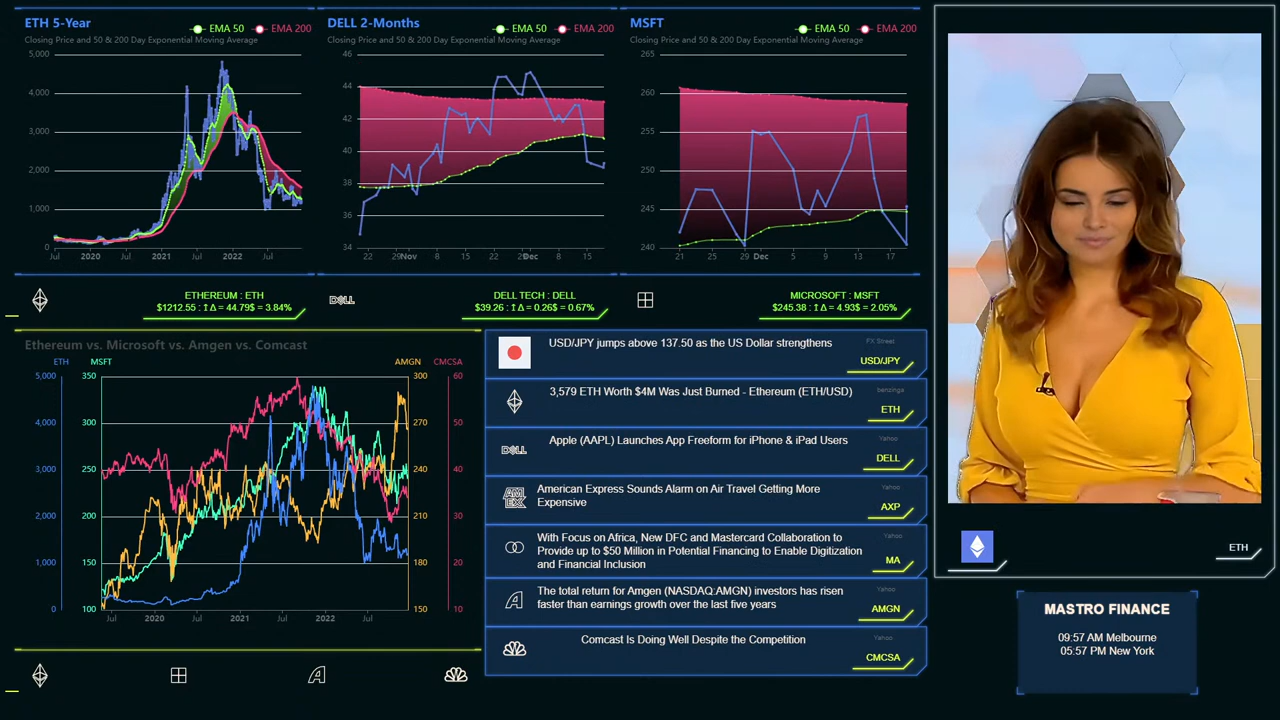 ETH 5-Year
EMA 50 EMA 200
Closing Price and 50 & 200 Day Exponential Moving Average
5,000
4,000
3,000
2,000
1,000
0
Jul 2020 Jul 2021 Jul 2022 Jul
DELL 2-Months
EMA 50 EMA 200
Closing Price and 50 & 200 Day Exponential Moving Average
46
44
42
40
38
36
34
22 29 Nov 8 15 22 29 Dec 8 15
MSFT
EMA 50 EMA 200
Closing Price and 50 & 200 Day Exponential Moving Average
265
260
255
250
245
240
21 25 Dec 5 9 13 17
ETHEREUM : ETH
$1212.55 : ↥ Δ = 44.79$ = 3.84%
DELL
DELL TECH : DELL
$39.26 : ↥ Δ = 0.26$ = 0.67%
MICROSOFT : MSFT
$245.38 : ↥ Δ = 4.93$ = 2.05%
Ethereum vs. Microsoft vs. Amgen vs. Comcast
ETH MSFT AMGN CMCSA
5,000 350 300 60
4,000 300 270 50
3,000 250 240 40
2,000 200 210 30
1,000 150 180 20
0 100 150 10
Jul 2020 Jul 2021 Jul 2022 Jul
USD/JPY jumps above 137.50 as the US Dollar strengthens
FX Street
USD/JPY
3,579 ETH Worth $4M Was Just Burned - Ethereum (ETH/USD)
benzinga
ETH
DELL
Apple (AAPL) Launches App Freeform for iPhone & iPad Users
Yahoo
DELL
AM EX
American Express Sounds Alarm on Air Travel Getting More
Expensive
Yahoo
AXP
With Focus on Africa, New DFC and Mastercard Collaboration to
Provide up to $50 Million in Potential Financing to Enable Digitization
and Financial Inclusion
Yahoo
MA
The total return for Amgen (NASDAQ:AMGN) investors has risen
faster than earnings growth over the last five years
Yahoo
AMGN
Comcast Is Doing Well Despite the Competition
Yahoo
CMCSA
ETH
MASTRO FINANCE
09:57 AM Melbourne
05:57 PM New York